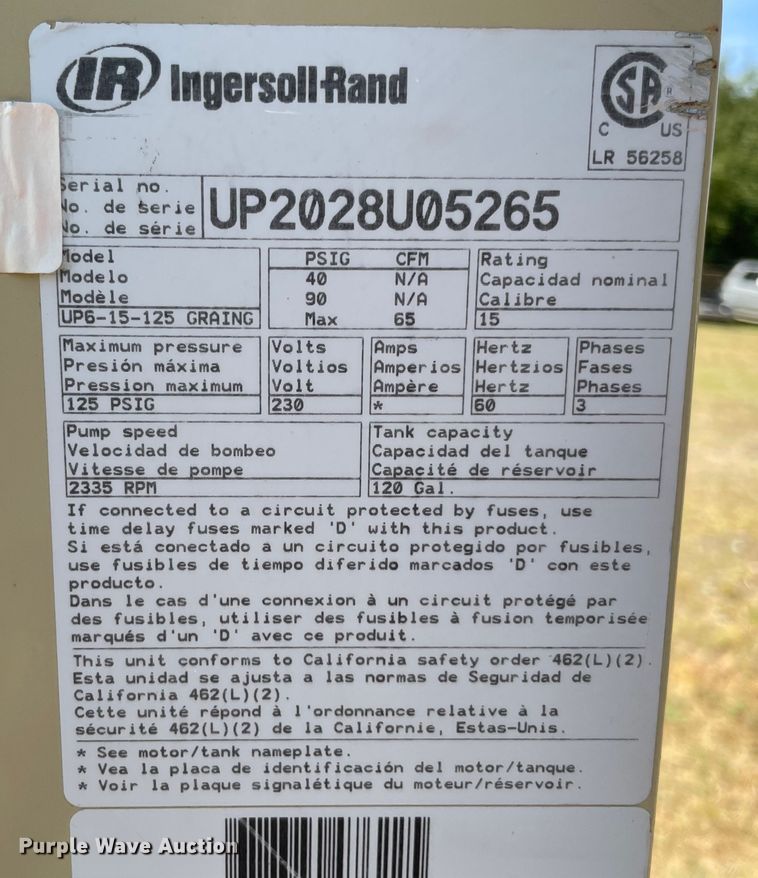 IR Ingersoll-Rand
CSA
®
C US
LR 56258
Serial no.
No. de serie
No. de série
UP2028U05265
Model
Modelo
Modèle
UP6-15-125 GRAING
PSIG CFM
40 N/A
90 N/A
Max 65
Rating
Capacidad nominal
Calibre
15
Maximum pressure
Presión máxima
Pression maximum
125 PSIG
Volts
Voltios
Volt
230
Amps
Amperios
Ampère
*
Hertz
Hertzios
Hertz
60
Phases
Fases
Phases
3
Pump speed
Velocidad de bombeo
Vitesse de pompe
2335 RPM
Tank capacity
Capacidad del tanque
Capacité de réservoir
120 Gal.
If connected to a circuit protected by fuses, use
time delay fuses marked 'D' with this product.
Si está conectado a un circuito protegido por fusibles,
use fusibles de tiempo diferido marcados 'D' con este
producto.
Dans le cas d'une connexion à un circuit protégé par
des fusibles, utiliser des fusibles à fusion temporisée
marqués d'un 'D' avec ce produit.
This unit conforms to California safety order 462(L)(2).
Esta unidad se ajusta a las normas de Seguridad de
California 462(L)(2).
Cette unité répond à l'ordonnance relative à la
sécurité 462(L)(2) de la Californie, Estas-Unis.
* See motor/tank nameplate.
* Vea la placa de identificación del motor/tanque.
* Voir la plaque signalétique du moteur/réservoir.
Purple Wave Auction